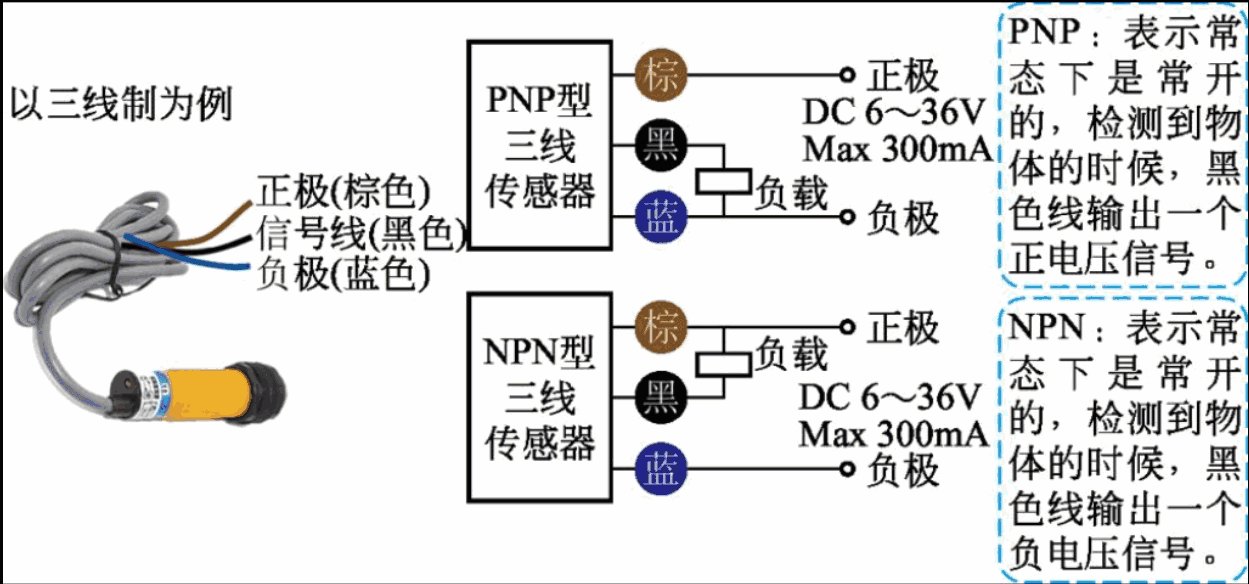 以三线制为例
正极(棕色)
信号线(黑色)
负极(蓝色)
PNP型
三线
传感器
棕
黑
蓝
正极
DC 6～36V
Max 300mA
负载
负极
NPN型
三线
传感器
棕
黑
蓝
正极
负载
DC 6～36V
Max 300mA
负极
PNP：表示常
态下是常开
的，检测到物
体的时候，黑
色线输出一个
正电压信号。
NPN：表示常
态下是常开
的，检测到物
体的时候，黑
色线输出一个
负电压信号。